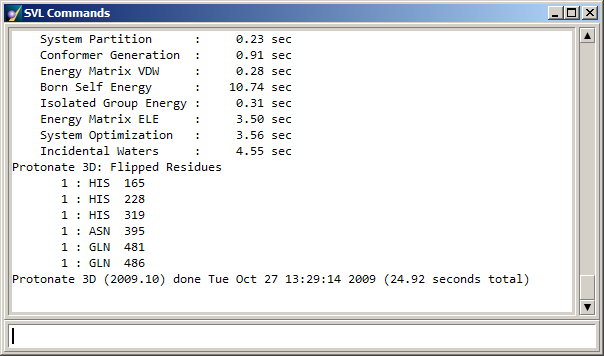 SVL Commands
System Partition : 0.23 sec
Conformer Generation : 0.91 sec
Energy Matrix VDW : 0.28 sec
Born Self Energy : 10.74 sec
Isolated Group Energy : 0.31 sec
Energy Matrix ELE : 3.50 sec
System Optimization : 3.56 sec
Incidental Waters : 4.55 sec
Protonate 3D: Flipped Residues
1 : HIS 165
1 : HIS 228
1 : HIS 319
1 : ASN 395
1 : GLN 481
1 : GLN 486
Protonate 3D (2009.10) done Tue Oct 27 13:29:14 2009 (24.92 seconds total)